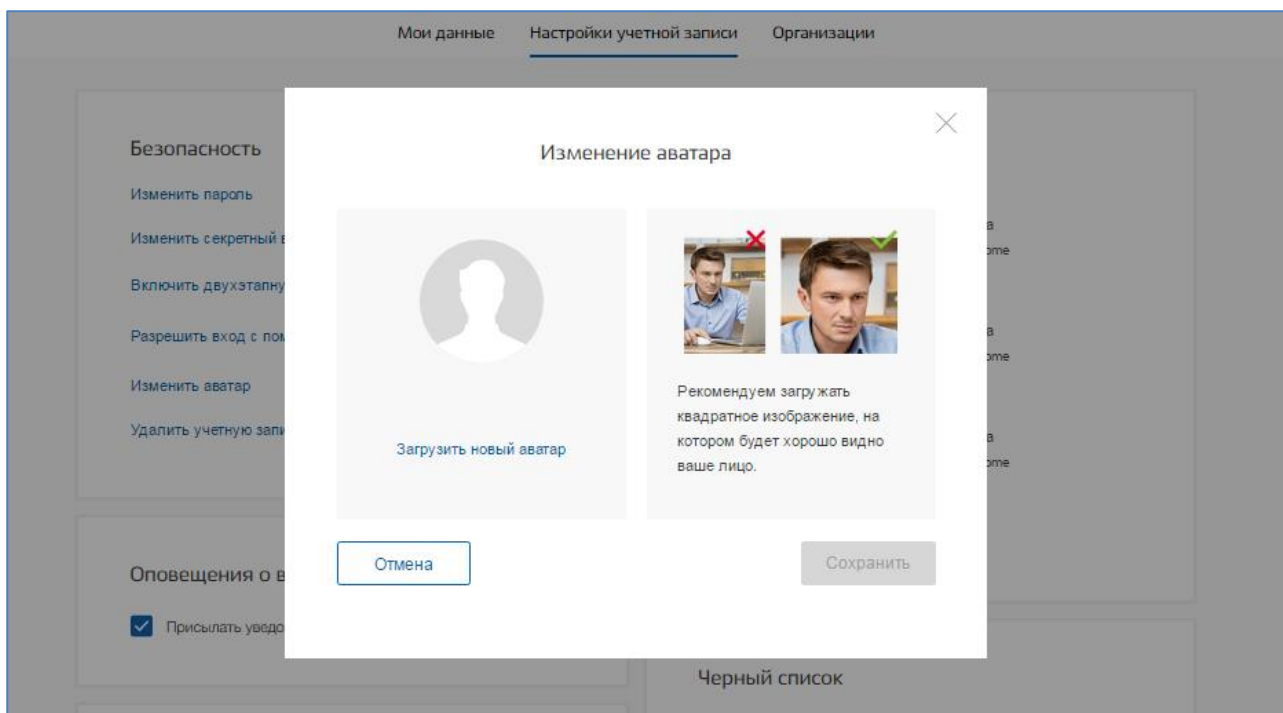 Мои данные Настройки учетной записи Организации
Изменение аватара
Безопасность
Изменить пароль
Изменить секретный в
Включить двухэтапну
Разрешить вход с пом
Изменить аватар
Удалить учетную запи
Загрузить новый аватар
Рекомендуем загружать
квадратное изображение, на
котором будет хорошо видно
ваше лицо.
Отмена
Сохранить
Оповещения о в
Присылать уведо
Черный список